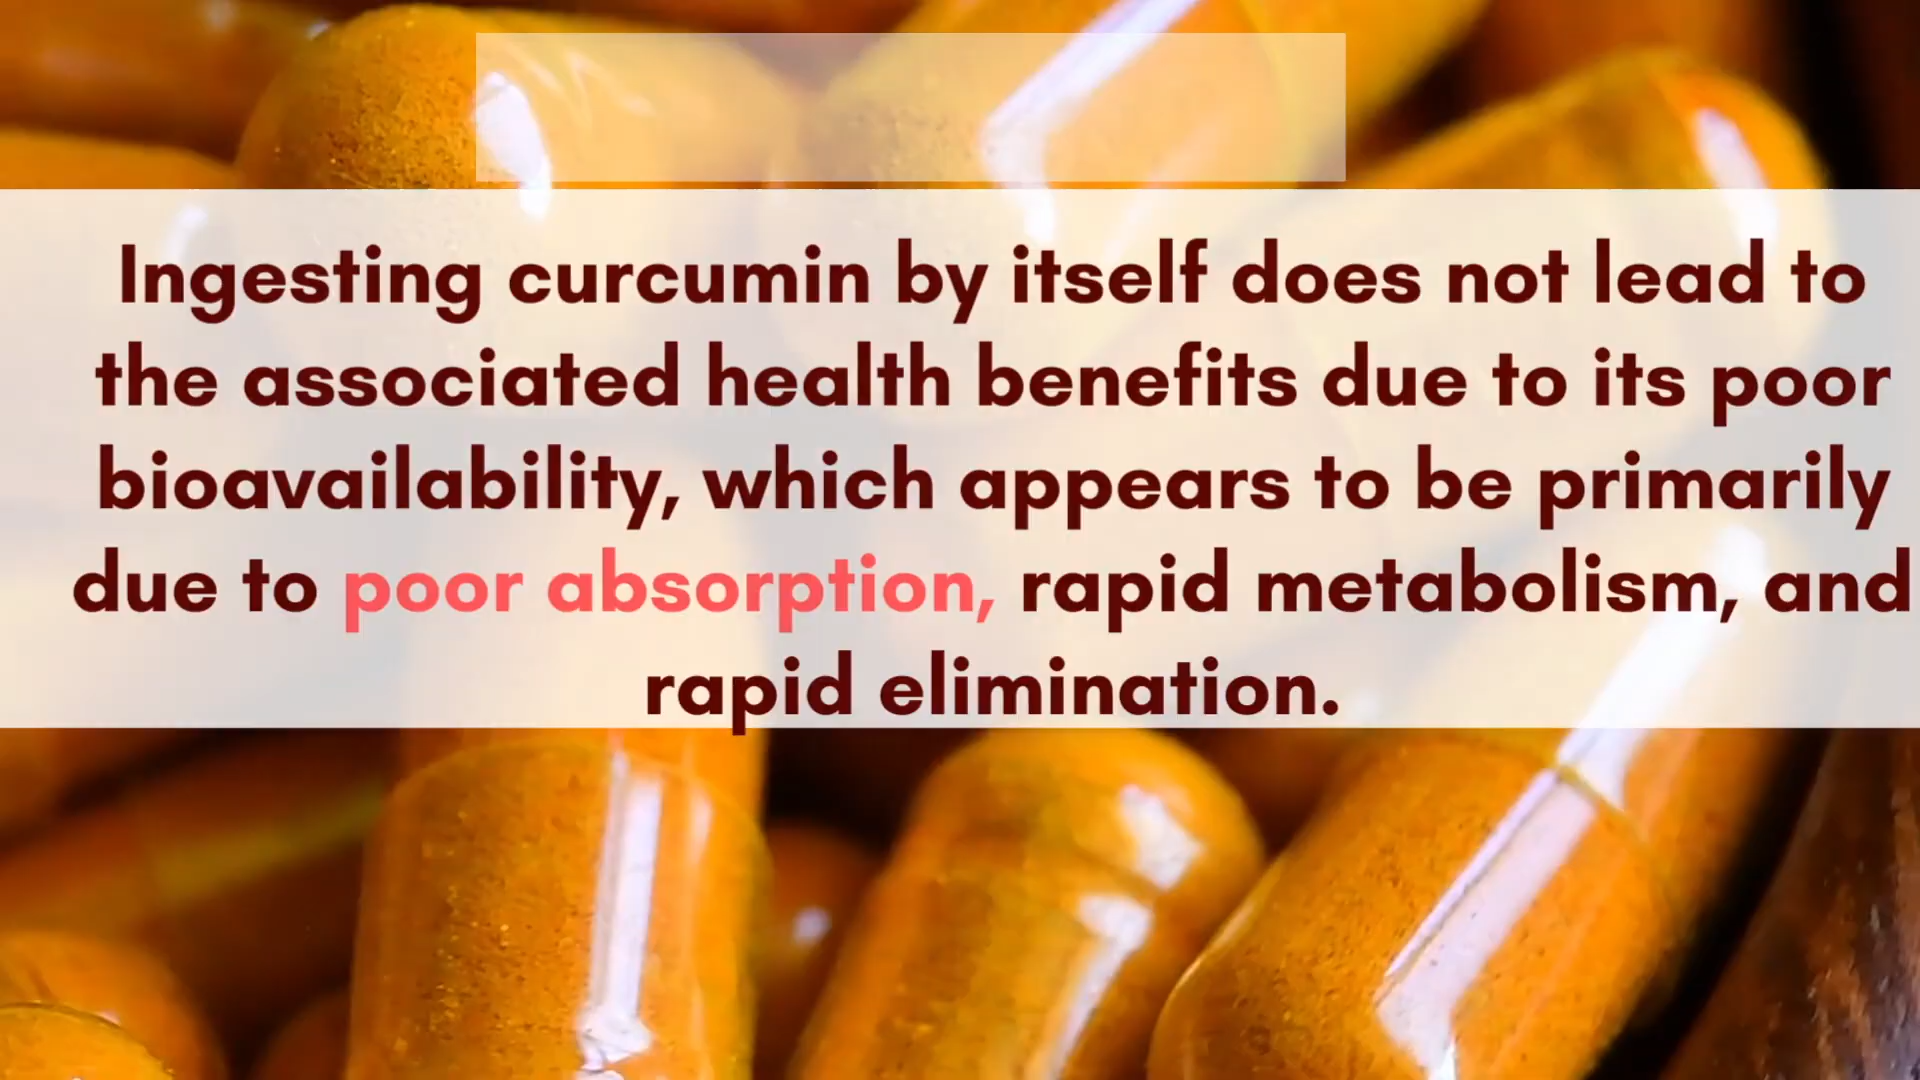 Ingesting curcumin by itself does not lead to
the associated health benefits due to its poor
bioavailability, which appears to be primarily
due to poor absorption, rapid metabolism, and
rapid elimination.